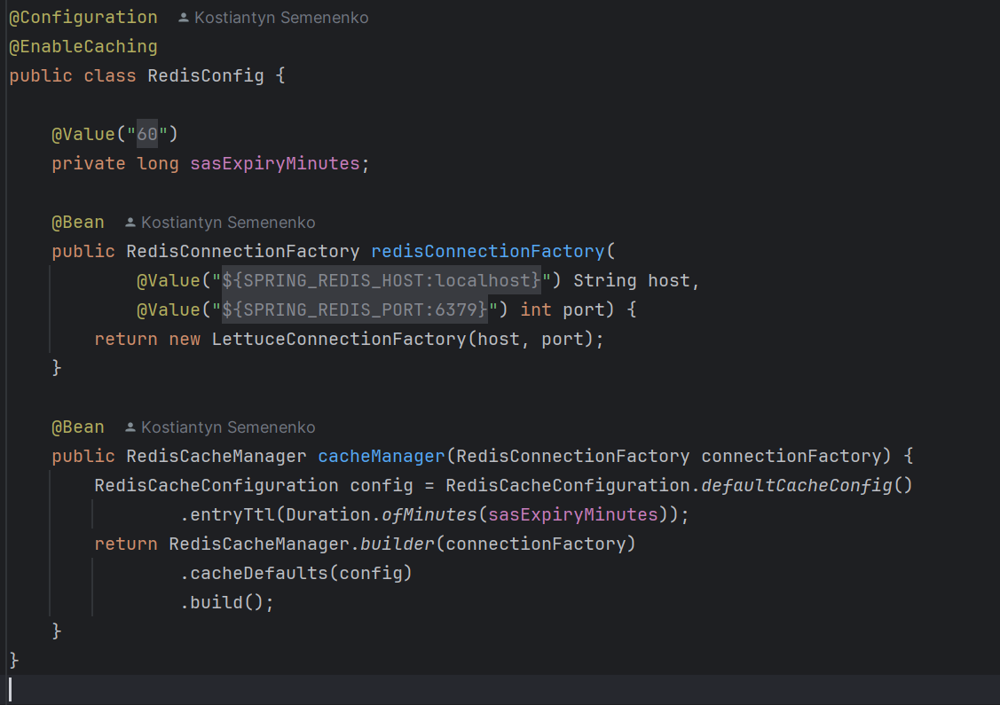 @Configuration Kostiantyn Semenenko
@EnableCaching
public class RedisConfig {
@Value("60")
private long sasExpiryMinutes;
@Bean Kostiantyn Semenenko
public RedisConnectionFactory redisConnectionFactory(
@Value("${SPRING_REDIS_HOST:localhost}") String host,
@Value("${SPRING_REDIS_PORT:6379}") int port) {
return new LettuceConnectionFactory(host, port);
}
@Bean Kostiantyn Semenenko
public RedisCacheManager cacheManager(RedisConnectionFactory connectionFactory) {
RedisCacheConfiguration config = RedisCacheConfiguration.defaultCacheConfig()
.entryTtl(Duration.ofMinutes(sasExpiryMinutes));
return RedisCacheManager.builder(connectionFactory)
.cacheDefaults(config)
.build();
}
}